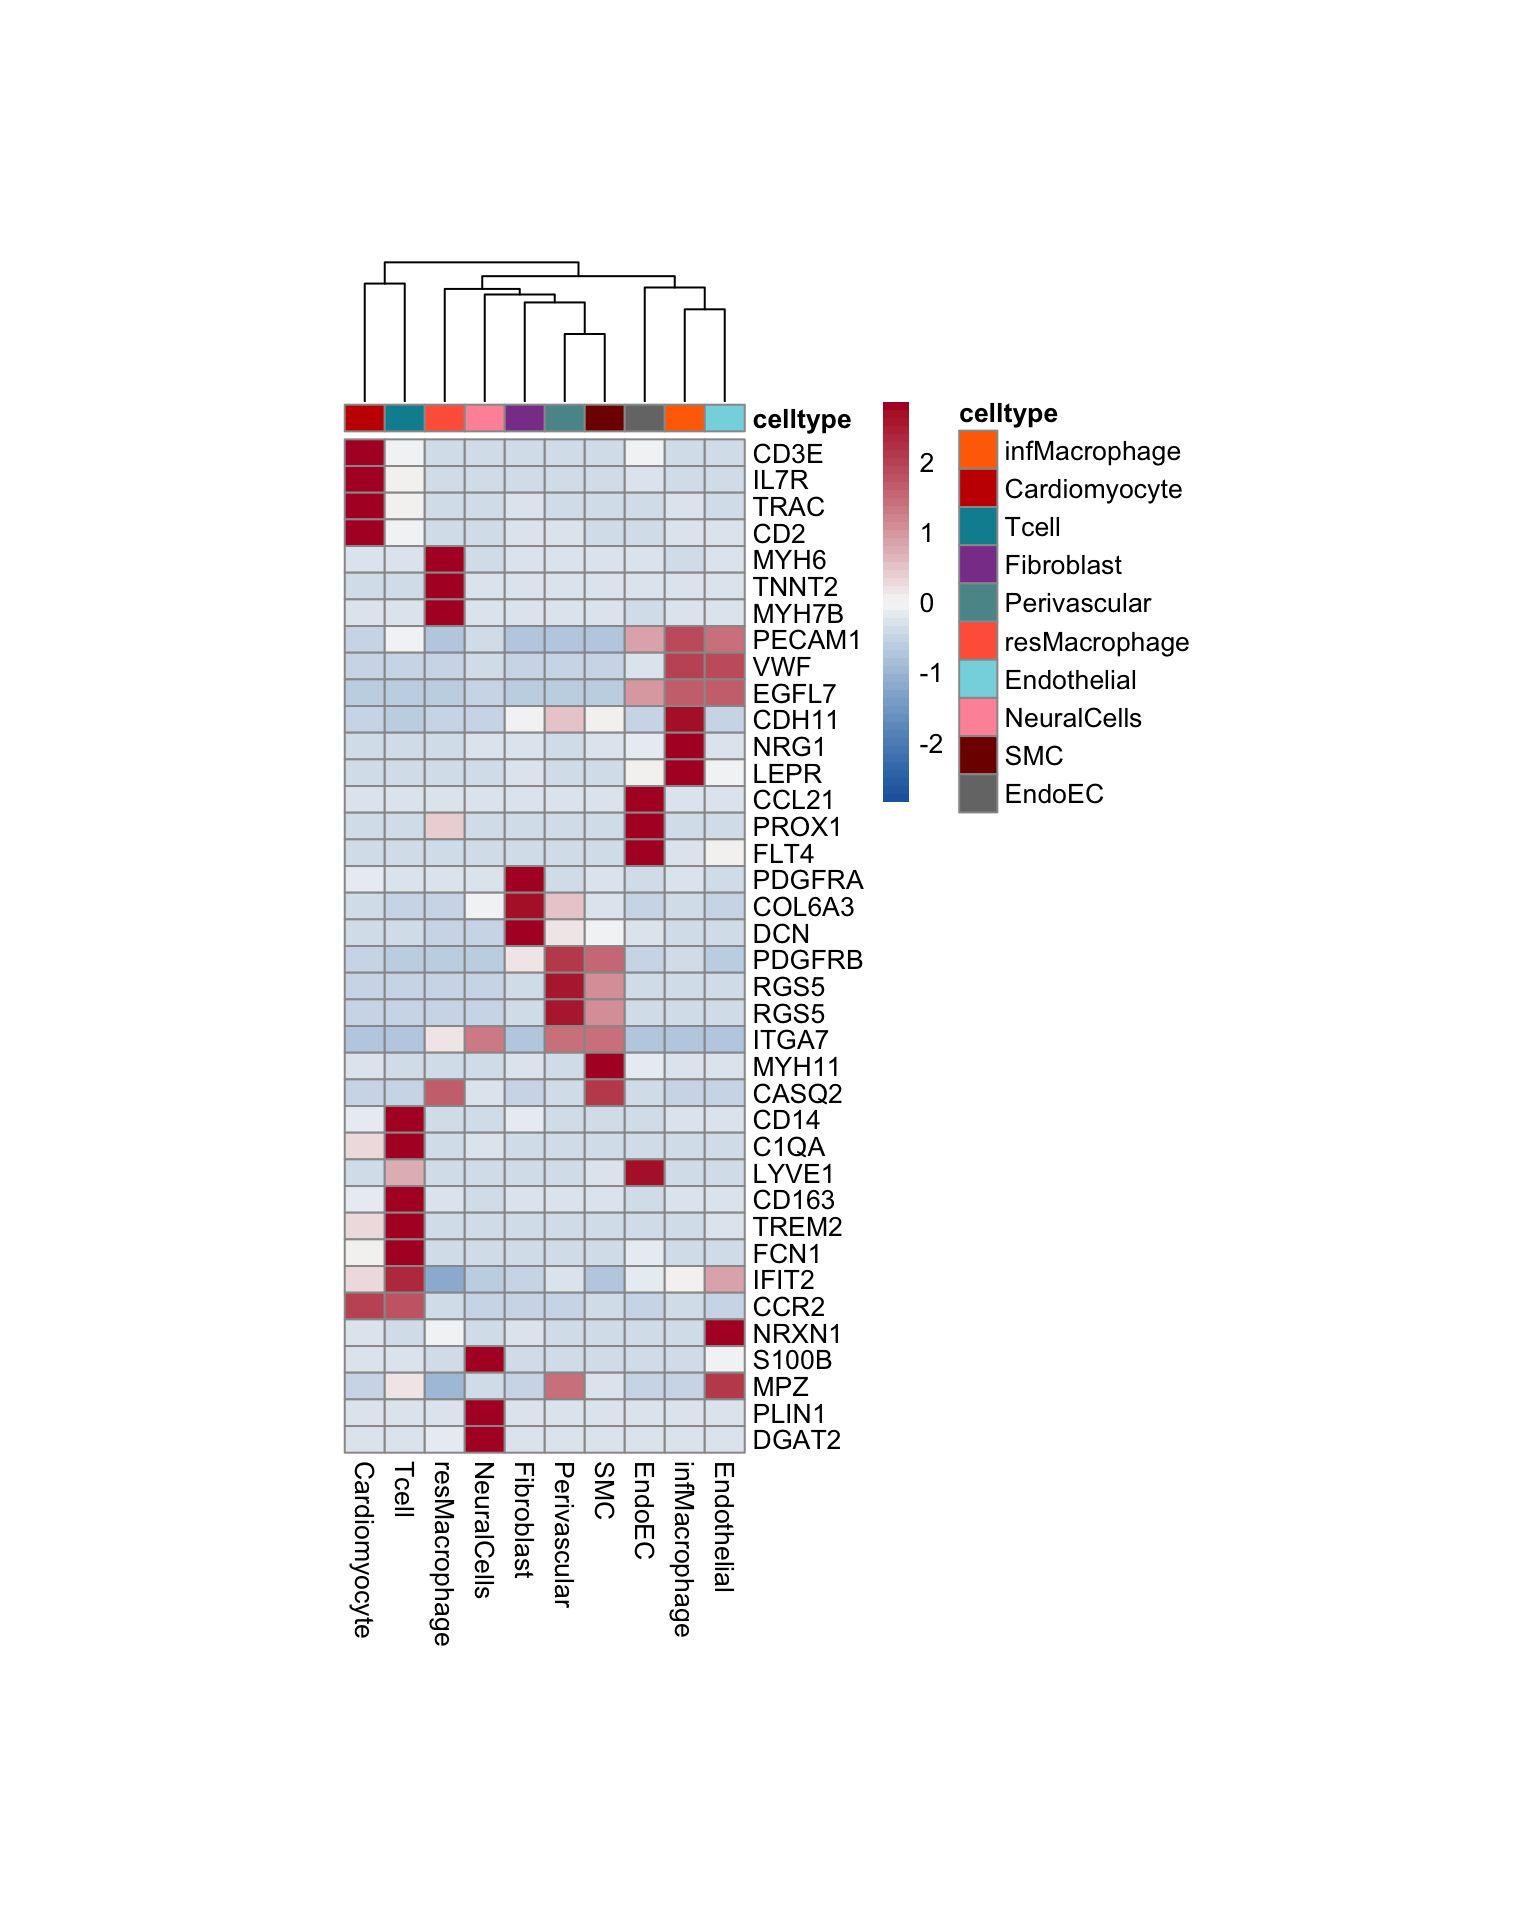 celltype
CD3E
IL7R
TRAC
CD2
MYH6
TNNT2
MYH7B
PECAM1
VWF
EGFL7
CDH11
NRG1
LEPR
CCL21
PROX1
FLT4
PDGFRA
COL6A3
DCN
PDGFRB
RGS5
RGS5
ITGA7
MYH11
CASQ2
CD14
C1QA
LYVE1
CD163
TREM2
FCN1
IFIT2
CCR2
NRXN1
S100B
MPZ
PLIN1
DGAT2
2
1
0
-1
-2
celltype
infMacrophage
Cardiomyocyte
Tcell
Fibroblast
Perivascular
resMacrophage
Endothelial
NeuralCells
SMC
EndoEC
Cardiomyocyte
Tcell
resMacrophage
NeuralCells
Fibroblast
Perivascular
SMC
EndoEC
infMacrophage
Endothelial